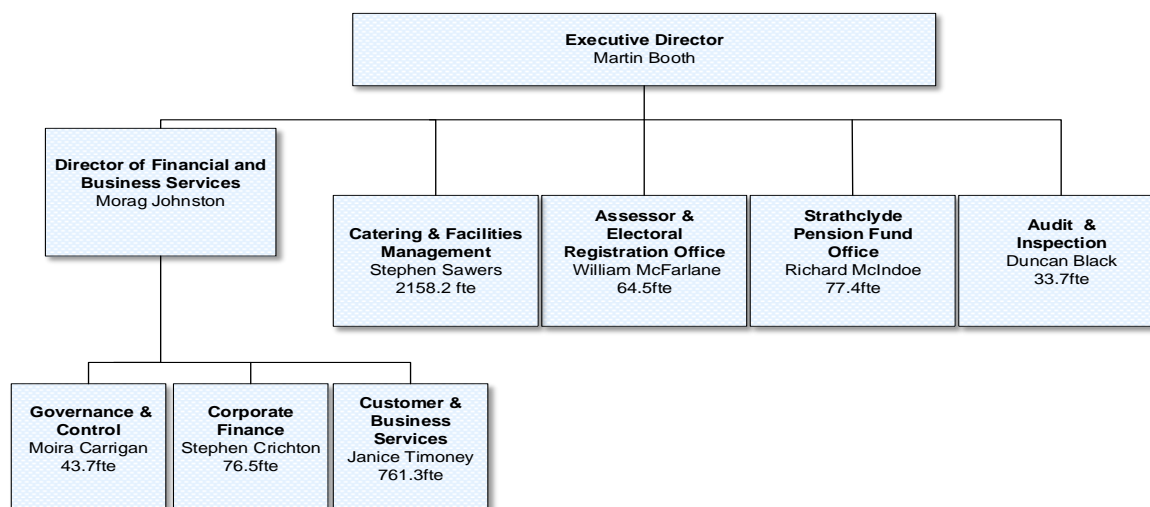 Executive Director
Martin Booth
Director of Financial and
Business Services
Morag Johnston
Catering & Facilities
Management
Stephen Sawers
2158.2 fte
Assessor &
Electoral
Registration Office
William McFarlane
64.5fte
Strathclyde
Pension Fund
Office
Richard McIndoe
77.4fte
Audit & 
Inspection
Duncan Black
33.7fte
Governance &
Control
Moira Carrigan
43.7fte
Corporate
Finance
Stephen Crichton
76.5fte
Customer &
Business
Services
Janice Timoney
761.3fte